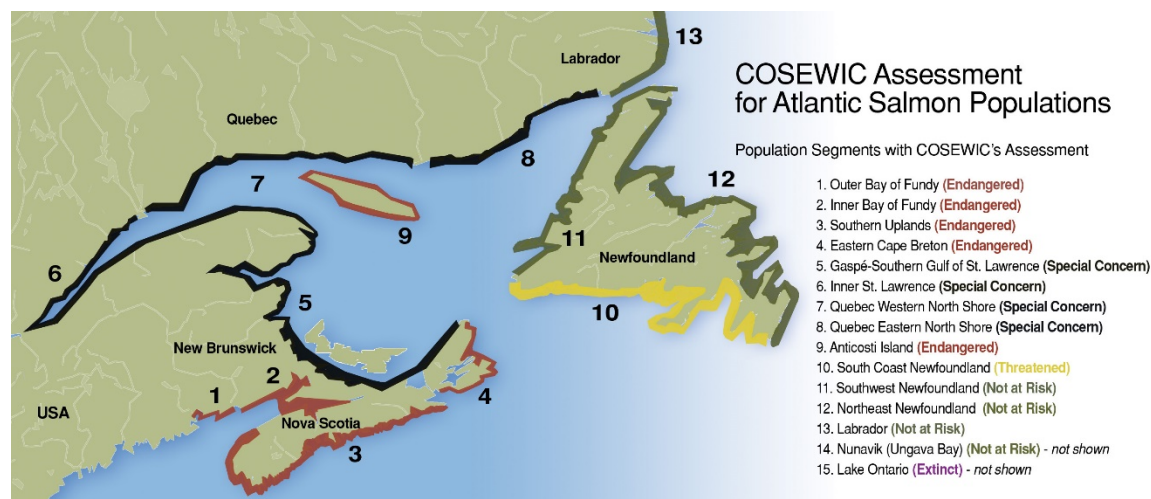 13
Labrador
Quebec
8
7
12
9
11
Newfoundland
6
5
10
New Brunswick
2
1
4
USA
Nova Scotia
3
COSEWIC Assessment
for Atlantic Salmon Populations
Population Segments with COSEWIC's Assessment
1. Outer Bay of Fundy (Endangered)
2. Inner Bay of Fundy (Endangered)
3. Southern Uplands (Endangered)
4. Eastern Cape Breton (Endangered)
5. Gaspé-Southern Gulf of St. Lawrence (Special Concern)
6. Inner St. Lawrence (Special Concern)
7. Quebec Western North Shore (Special Concern)
8. Quebec Eastern North Shore (Special Concern)
9. Anticosti Island (Endangered)
10. South Coast Newfoundland (Threatened)
11. Southwest Newfoundland (Not at Risk)
12. Northeast Newfoundland (Not at Risk)
13. Labrador (Not at Risk)
14. Nunavik (Ungava Bay) (Not at Risk) - not shown
15. Lake Ontario (Extinct) - not shown